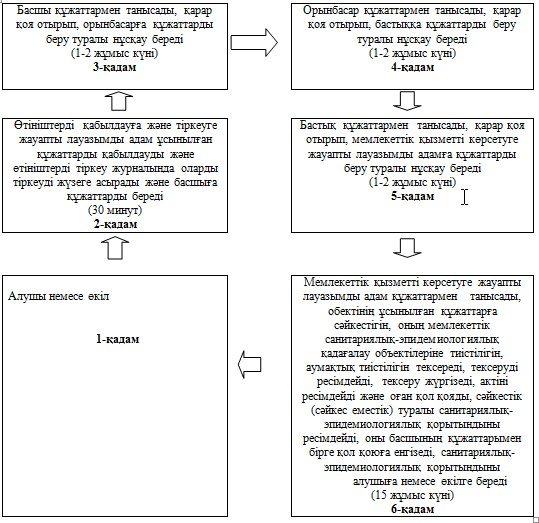 Басшы құжаттармен танысады, қарар
қоя отырып, орынбасарға құжаттарды
беру туралы нұсқау береді
(1-2 жұмыс күні)
3-қадам
Орынбасар құжаттармен танысады, қарар
қоя отырып, бастыққа құжаттарды беру
туралы нұсқау береді
(1-2 жұмыс күні)
4-қадам
Өтініштерді қабылдауға және тіркеуге
жауапты лауазымды адам ұсынылған
құжаттарды қабылдауды және
өтініштерді тіркеу журналында оларды
тіркеуді жүзеге асырады және басшыға
құжаттарды береді
(30 минут)
2-қадам
Бастық құжаттармен танысады, қарар қоя
отырып, мемлекеттік қызметті көрсетуге
жауапты лауазымды адамға құжаттарды
беру туралы нұсқау береді
(1-2 жұмыс күні)
5-қадам
Алушы немесе өкіл
1-қадам
Мемлекеттік қызметті көрсетуге жауапты
лауазымды адам құжаттармен танысады,
обектінің ұсынылған құжаттарға
сәйкестігін, оның мемлекеттік
санитариялық-эпидемиологиялық
қадағалау объектілеріне тиістілігін,
аумақтық тиістілігін тексереді, тексеруді
ресімдейді, тексеру жүргізеді, актіні
ресімдейді және оған қол қояды, сәйкестік
(сәйкес еместік) туралы санитариялық-
эпидемиологиялық қорытындыны
ресімдейді, оны басшының құжаттарымен
бірге қол қоюға енгізеді, санитариялық-
эпидемиологиялық қорытындыны
алушыға немесе өкілге береді
(15 жұмыс күні)
6-қадам